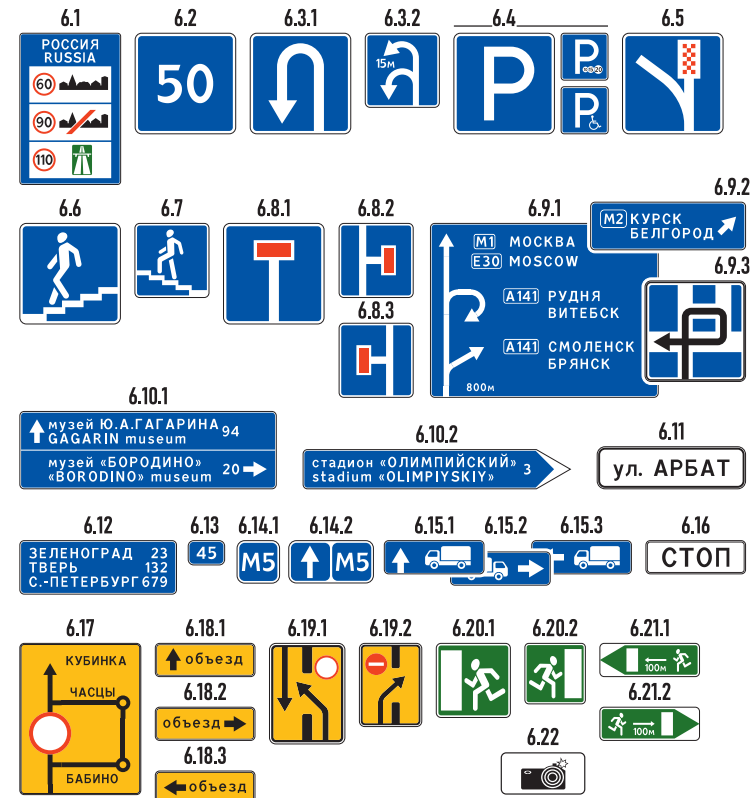 6.1
6.2
6.3.1
6.3.2
6.4
6.5
РОССИЯ
RUSSIA
60
90
110
50
15м
P
P
P
6.6
6.7
6.8.1
6.8.2
6.8.3
6.9.1
6.9.2
М2 КУРСК
БЕЛГОРОД
6.9.3
М1 МОСКВА
E30 MOSCOW
А141 РУДНЯ
ВИТЕБСК
А141 СМОЛЕНСК
БРЯНСК
800м
6.10.1
музей Ю.А.ГАГАРИНА 94
GAGARIN museum
музей «БОРОДИНО» 20
«BORODINO» museum
6.10.2
стадион «ОЛИМПИЙСКИЙ» 3
stadium «OLIMPIYSKIY»
6.11
ул. АРБАТ
6.12
ЗЕЛЕНОГРАД 23
ТВЕРЬ 132
С.-ПЕТЕРБУРГ 679
6.13
45
6.14.1
М5
6.14.2
М5
6.15.1
6.15.2
6.15.3
6.16
СТОП
6.17
КУБИНКА
ЧАСЦЫ
БАБИНО
6.18.1
объезд
6.18.2
объезд
6.18.3
объезд
6.19.1
6.19.2
6.20.1
6.20.2
6.21.1
100м
6.21.2
100м
6.22